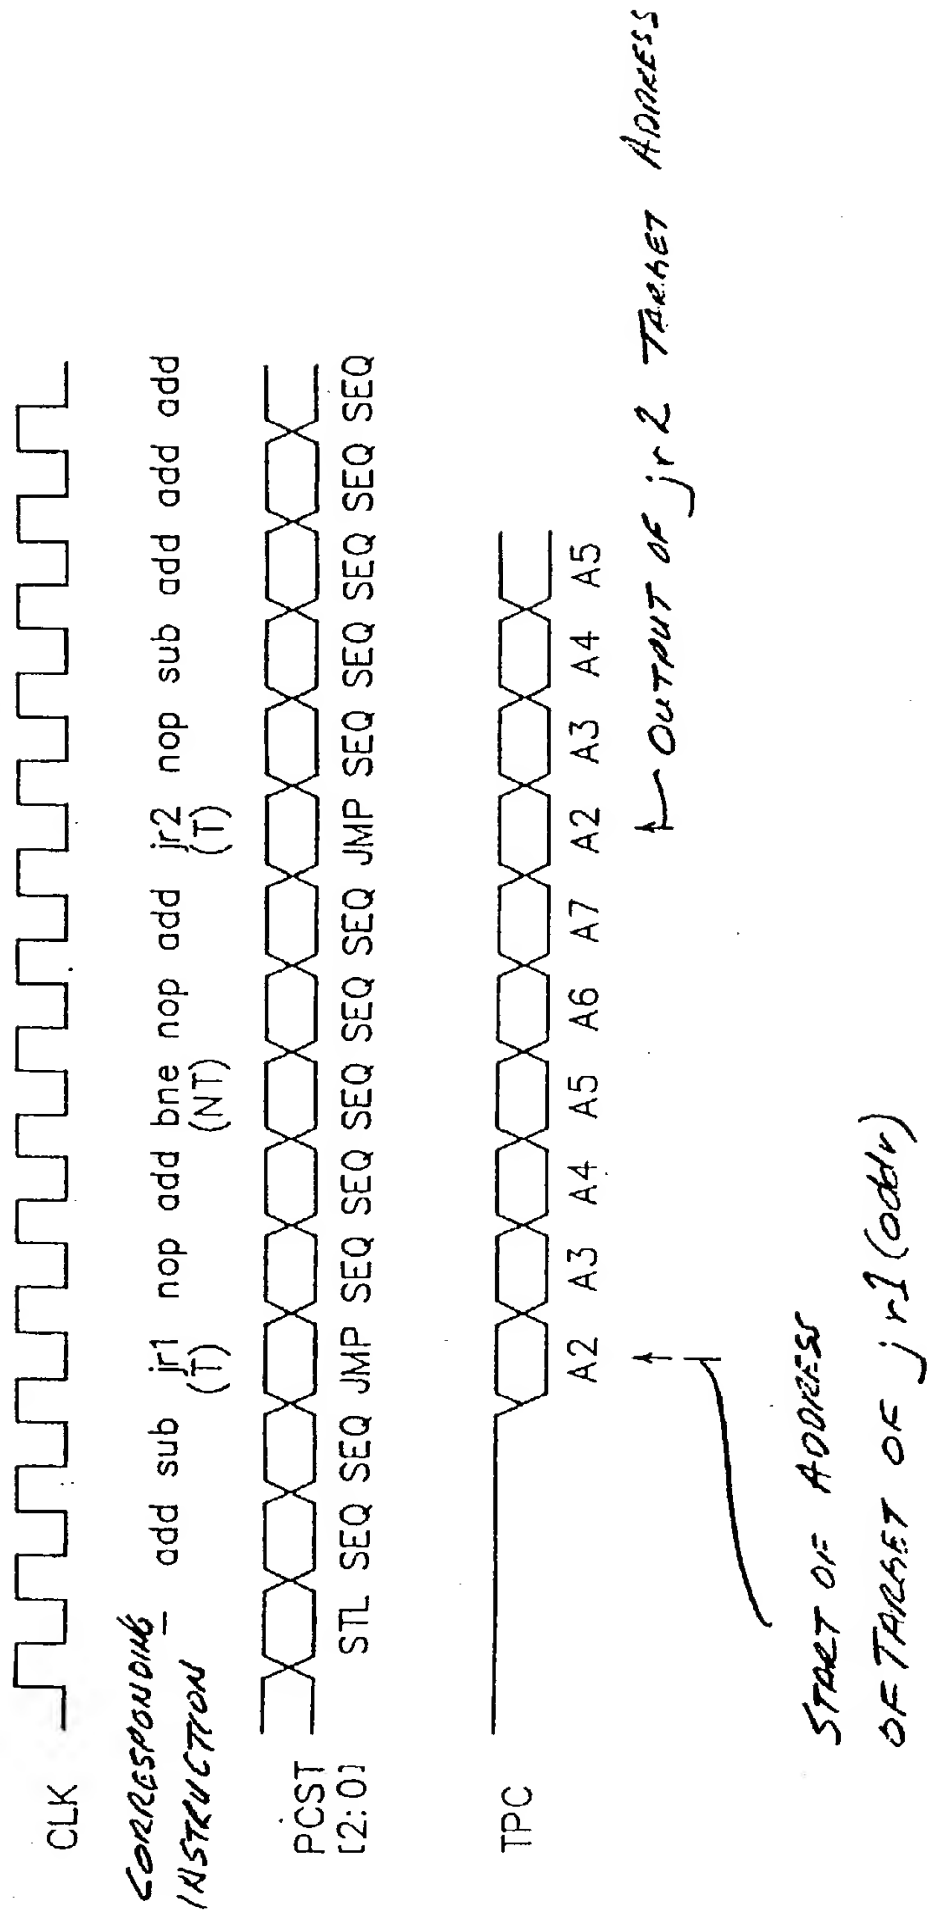 CLK
CORRESPONDING
INSTRUCTION
add sub jr1 nop add bne nop add jr2 nop sub add add add
(T) (NT) (T)
PCST
[2:0]
STL SEQ SEQ JMP SEQ SEQ SEQ SEQ SEQ JMP SEQ SEQ SEQ SEQ SEQ
TPC
A2 A3 A4 A5 A6 A7 A2 A3 A4 A5
START OF ADDRESS
OF TARGET OF jr1 (addr)
OUTPUT OF jr2 TARGET ADDRESS